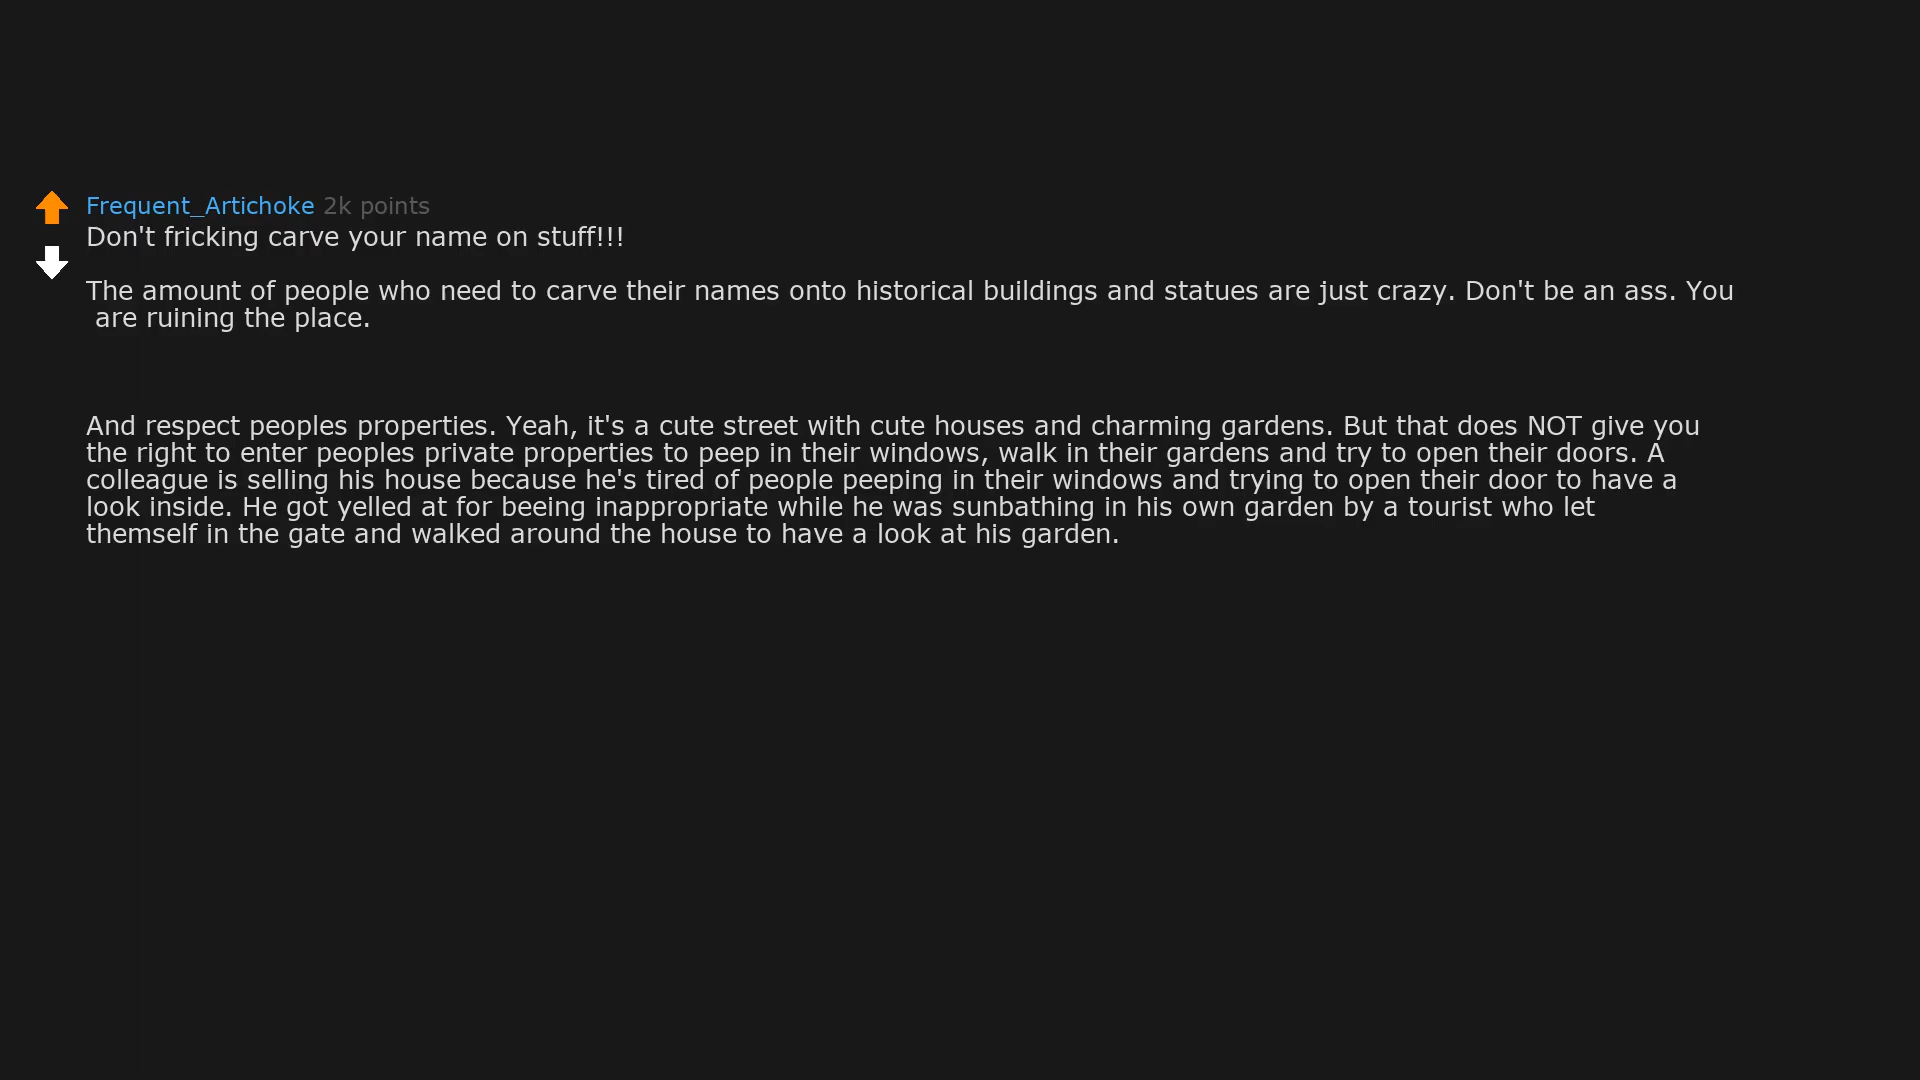 Frequent_Artichoke 2k points
Don't fricking carve your name on stuff!!!
The amount of people who need to carve their names onto historical buildings and statues are just crazy. Don't be an ass. You
are ruining the place.
And respect peoples properties. Yeah, it's a cute street with cute houses and charming gardens. But that does NOT give you
the right to enter peoples private properties to peep in their windows, walk in their gardens and try to open their doors. A
colleague is selling his house because he's tired of people peeping in their windows and trying to open their door to have a
look inside. He got yelled at for beeing inappropriate while he was sunbathing in his own garden by a tourist who let
themself in the gate and walked around the house to have a look at his garden.